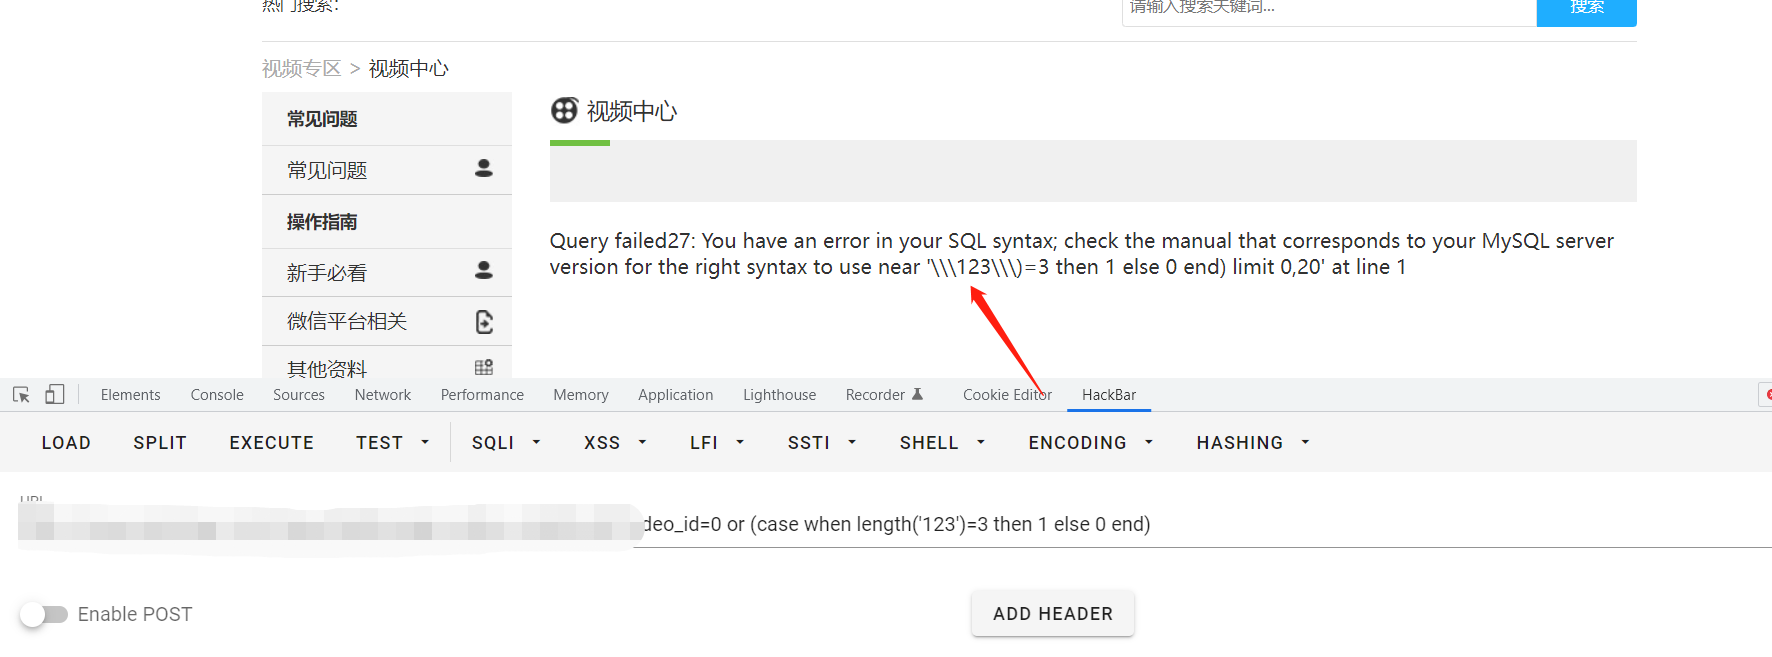 热门搜索：
请输入搜索关键词...
搜索
视频专区 > 视频中心
常见问题
常见问题
操作指南
新手必看
微信平台相关
其他资料
视频中心
Query failed27: You have an error in your SQL syntax; check the manual that corresponds to your MySQL server
version for the right syntax to use near '\\\123\\\)=3 then 1 else 0 end) limit 0,20' at line 1
Elements Console Sources Network Performance Memory Application Lighthouse Recorder Cookie Editor HackBar
LOAD SPLIT EXECUTE TEST SQLI XSS LFI SSTI SHELL ENCODING HASHING
URL
deo_id=0 or (case when length('123')=3 then 1 else 0 end)
Enable POST
ADD HEADER